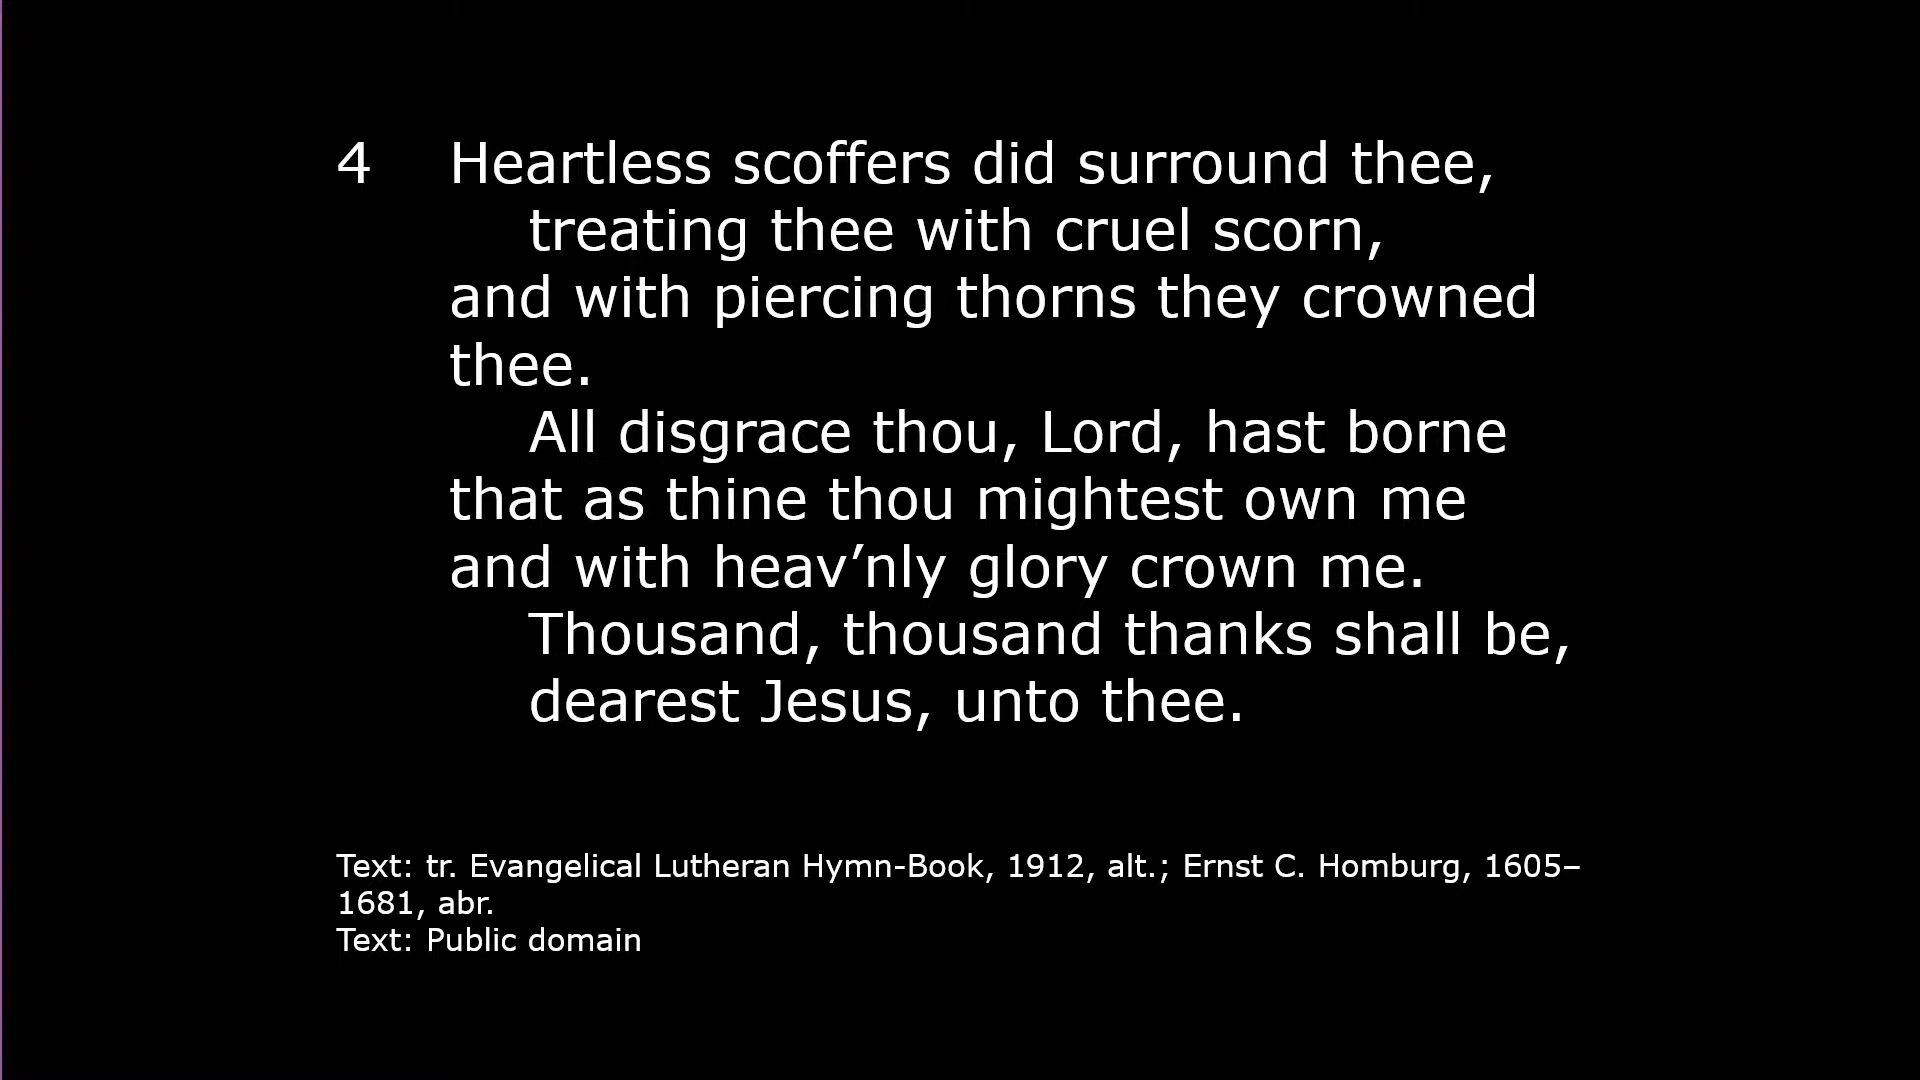 4 Heartless scoffers did surround thee,
treating thee with cruel scorn,
and with piercing thorns they crowned
thee.
All disgrace thou, Lord, hast borne
that as thine thou mightest own me
and with heav’nly glory crown me.
Thousand, thousand thanks shall be,
dearest Jesus, unto thee.
Text: tr. Evangelical Lutheran Hymn-Book, 1912, alt.; Ernst C. Homburg, 1605–
1681, abr.
Text: Public domain